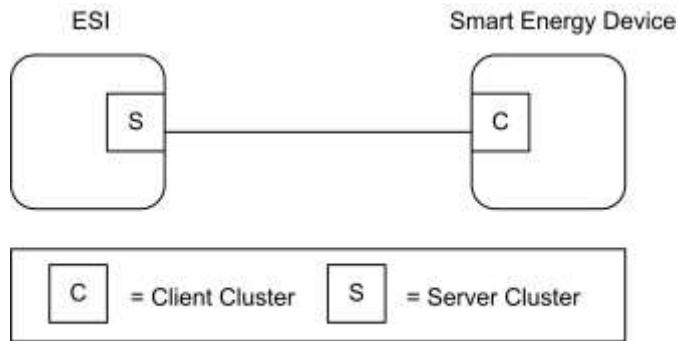 ESI
Smart Energy Device
S
C
C = Client Cluster S = Server Cluster